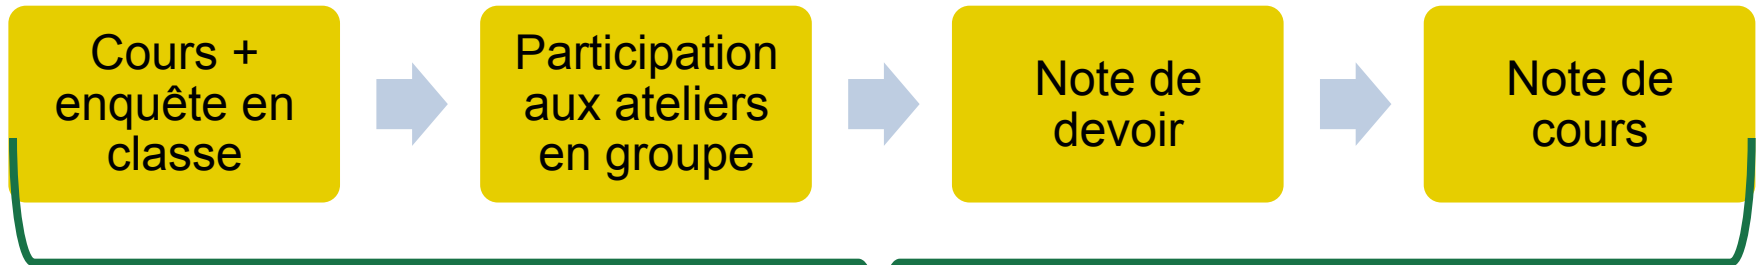 Cours +
enquête en
classe
Participation
aux ateliers
en groupe
Note de
devoir
Note de
cours